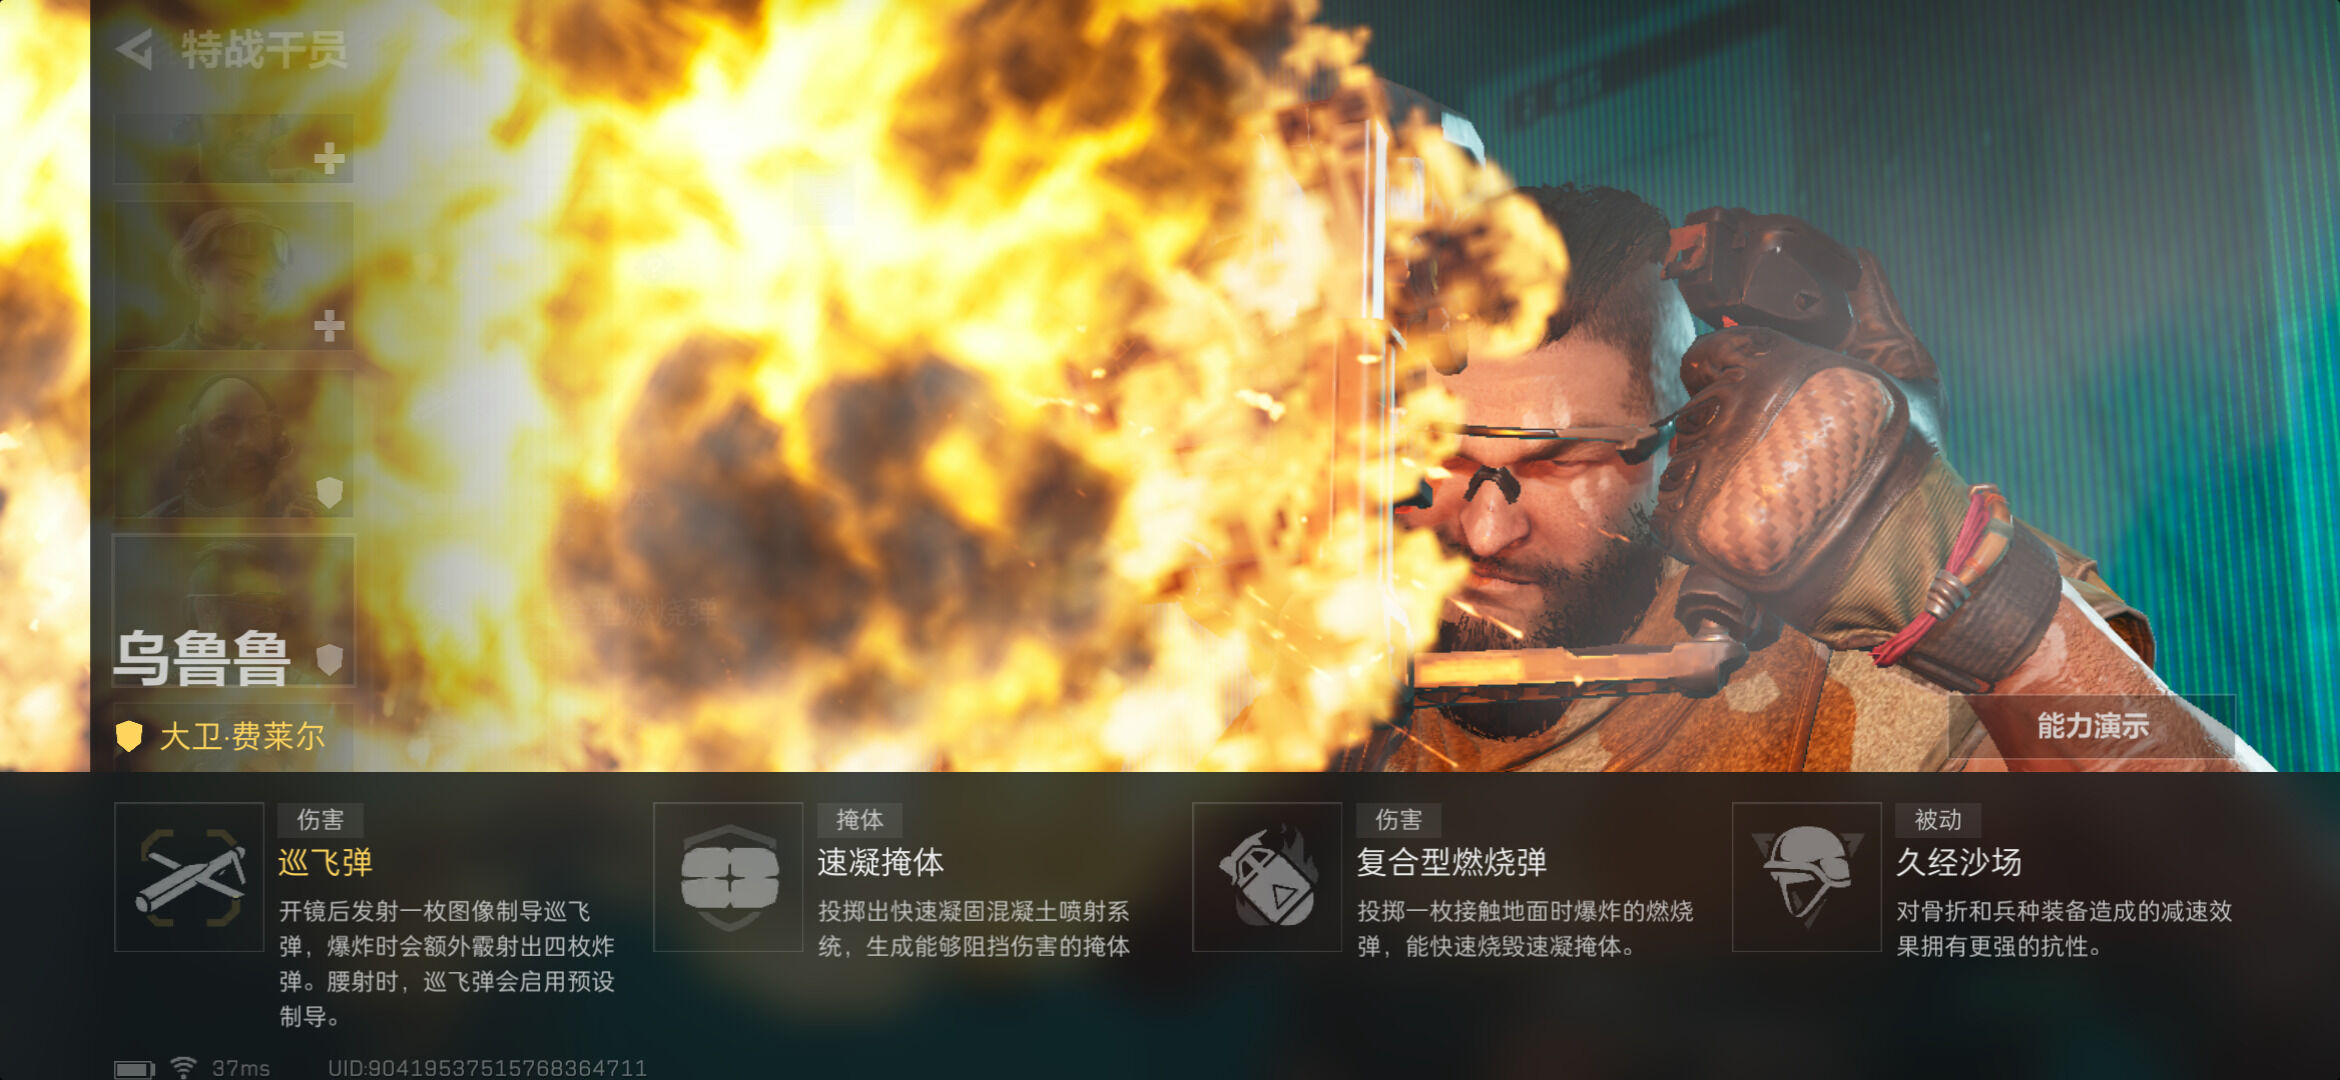 特战干员
乌鲁鲁
大卫·费莱尔
能力演示
伤害
巡飞弹
开镜后发射一枚图像制导巡飞
弹，爆炸时会额外霰射出四枚炸
弹。腰射时，巡飞弹会启用预设
制导。
掩体
速凝掩体
投掷出快速凝固混凝土喷射系
统，生成能够阻挡伤害的掩体
伤害
复合型燃烧弹
投掷一枚接触地面时爆炸的燃烧
弹，能快速烧毁速凝掩体。
被动
久经沙场
对骨折和兵种装备造成的减速效
果拥有更强的抗性。
37ms
UID:904195375157683647​11